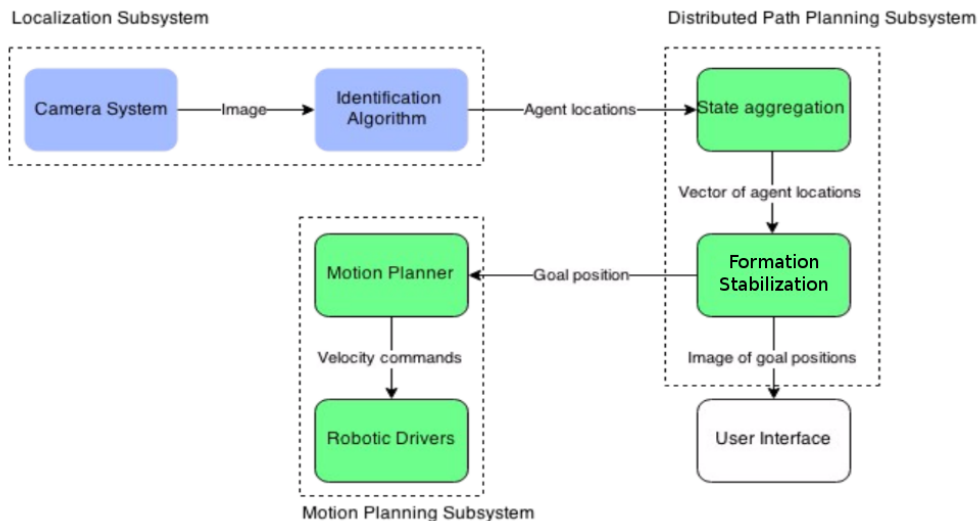 Localization Subsystem
Distributed Path Planning Subsystem
Camera System
Image
Identification
Algorithm
Agent locations
State aggregation
Vector of agent locations
Motion Planner
Goal position
Formation
Stabilization
Velocity commands
Image of goal positions
Robotic Drivers
User Interface
Motion Planning Subsystem